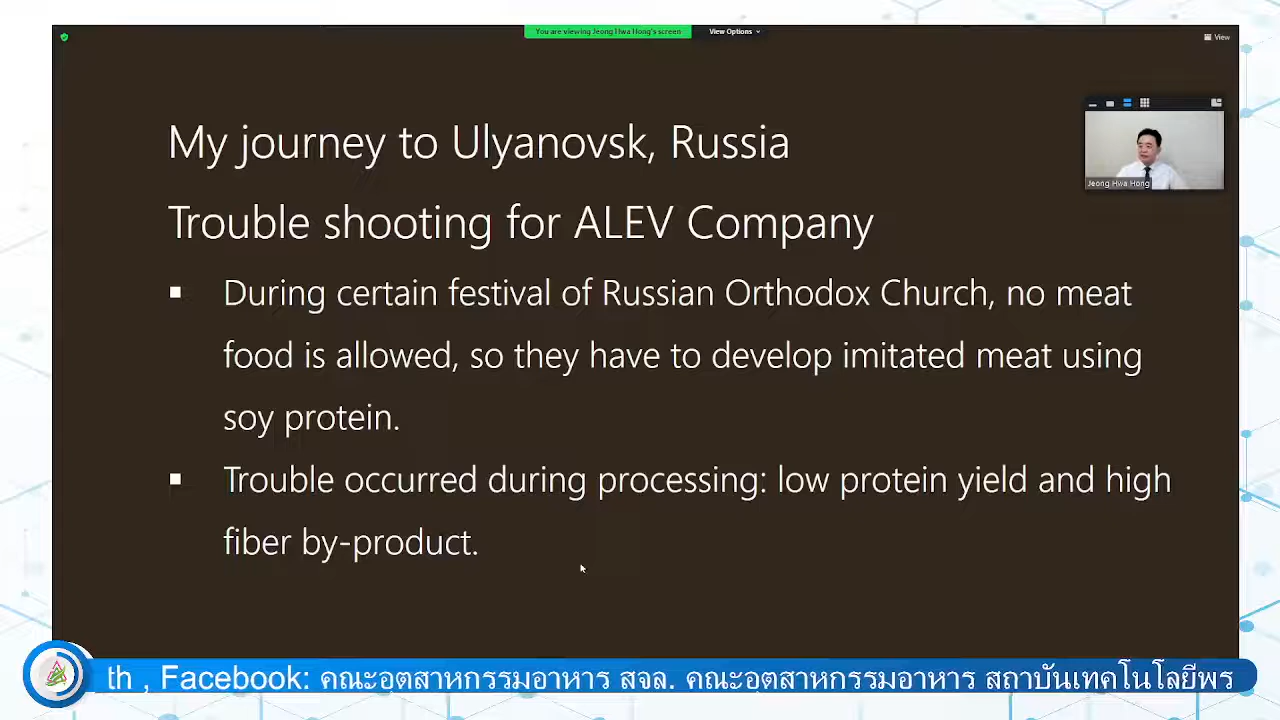 You are viewing Jeong Hwa Hong's screen
View Options
View
My journey to Ulyanovsk, Russia
Jeong Hwa Hong
Trouble shooting for ALEV Company
During certain festival of Russian Orthodox Church, no meat
food is allowed, so they have to develop imitated meat using
soy protein.
Trouble occurred during processing: low protein yield and high
fiber by-product.
th , Facebook: คณะอุตสาหกรรมอาหาร สจล. คณะอุตสาหกรรมอาหาร สถาบันเทคโนโลยีพร